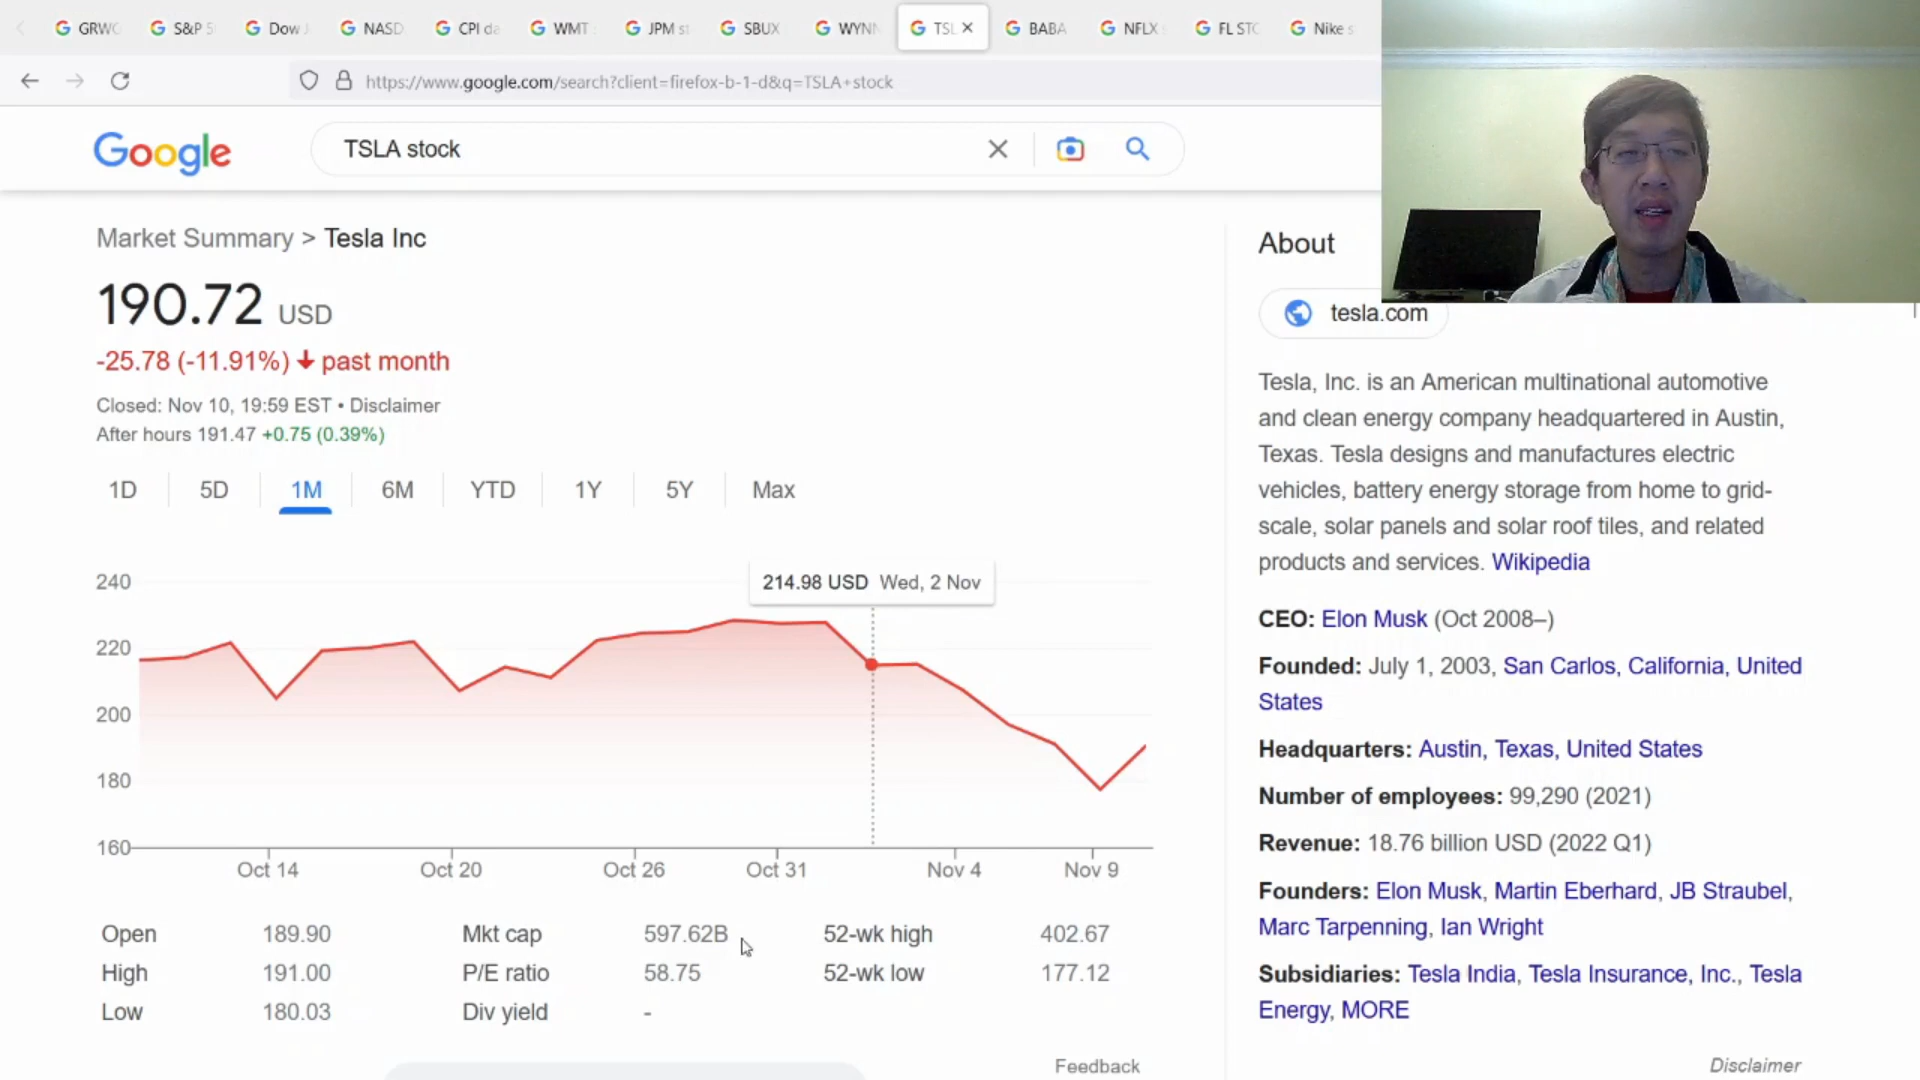 GRWG
S&P 5
Dow J
NASD
CPI da
WMT
JPM st
SBUX
WYNN
TSL
BABA
NFLX
FL STO
Nike s
https://www.google.com/search?client=firefox-b-1-d&q=TSLA+stock
Google
TSLA stock
Market Summary > Tesla Inc
190.72 USD
-25.78 (-11.91%) ↓ past month
Closed: Nov 10, 19:59 EST • Disclaimer
After hours 191.47 +0.75 (0.39%)
1D 5D 1M 6M YTD 1Y 5Y Max
214.98 USD Wed, 2 Nov
240
220
200
180
160
Oct 14 Oct 20 Oct 26 Oct 31 Nov 4 Nov 9
Open 189.90 Mkt cap 597.62B 52-wk high 402.67
High 191.00 P/E ratio 58.75 52-wk low 177.12
Low 180.03 Div yield -
Feedback
About
tesla.com
Tesla, Inc. is an American multinational automotive
and clean energy company headquartered in Austin,
Texas. Tesla designs and manufactures electric
vehicles, battery energy storage from home to grid-
scale, solar panels and solar roof tiles, and related
products and services. Wikipedia
CEO: Elon Musk (Oct 2008–)
Founded: July 1, 2003, San Carlos, California, United
States
Headquarters: Austin, Texas, United States
Number of employees: 99,290 (2021)
Revenue: 18.76 billion USD (2022 Q1)
Founders: Elon Musk, Martin Eberhard, JB Straubel,
Marc Tarpenning, Ian Wright
Subsidiaries: Tesla India, Tesla Insurance, Inc., Tesla
Energy, MORE
Disclaimer